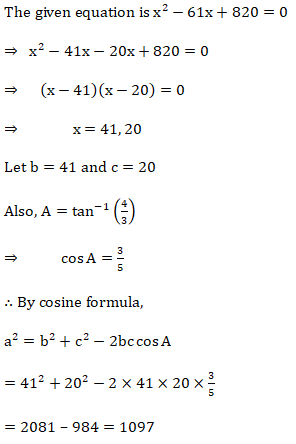 The given equation is x² − 61x + 820 = 0
⇒ x² − 41x − 20x + 820 = 0
⇒ (x − 41)(x − 20) = 0
⇒ x = 41, 20
Let b = 41 and c = 20
Also, A = tan⁻¹ (4/3)
⇒ cos A = 3/5
∴ By cosine formula,
a² = b² + c² − 2bc cos A
= 41² + 20² − 2 × 41 × 20 × 3/5
= 2081 – 984 = 1097